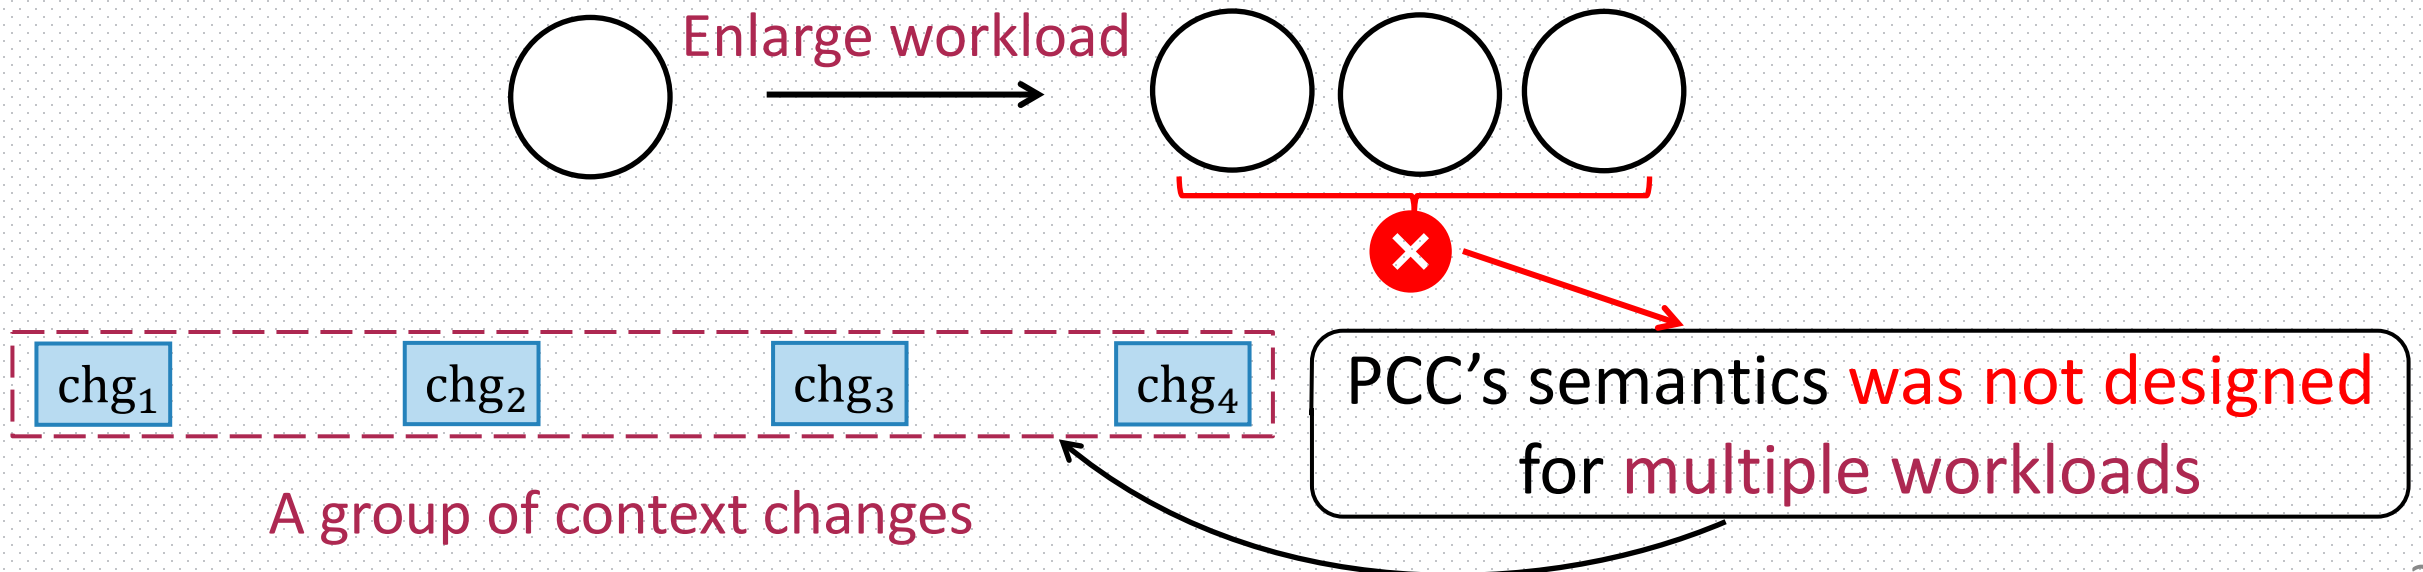 Enlarge workload
chg₁
chg₂
chg₃
chg₄
PCC’s semantics was not designed
for multiple workloads
A group of context changes